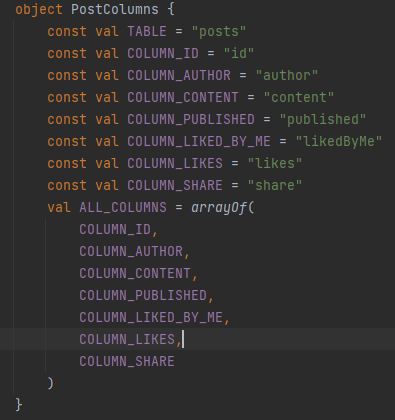 object PostColumns {
const val TABLE = "posts"
const val COLUMN_ID = "id"
const val COLUMN_AUTHOR = "author"
const val COLUMN_CONTENT = "content"
const val COLUMN_PUBLISHED = "published"
const val COLUMN_LIKED_BY_ME = "likedByMe"
const val COLUMN_LIKES = "likes"
const val COLUMN_SHARE = "share"
val ALL_COLUMNS = arrayOf(
COLUMN_ID,
COLUMN_AUTHOR,
COLUMN_CONTENT,
COLUMN_PUBLISHED,
COLUMN_LIKED_BY_ME,
COLUMN_LIKES,
COLUMN_SHARE
)
}